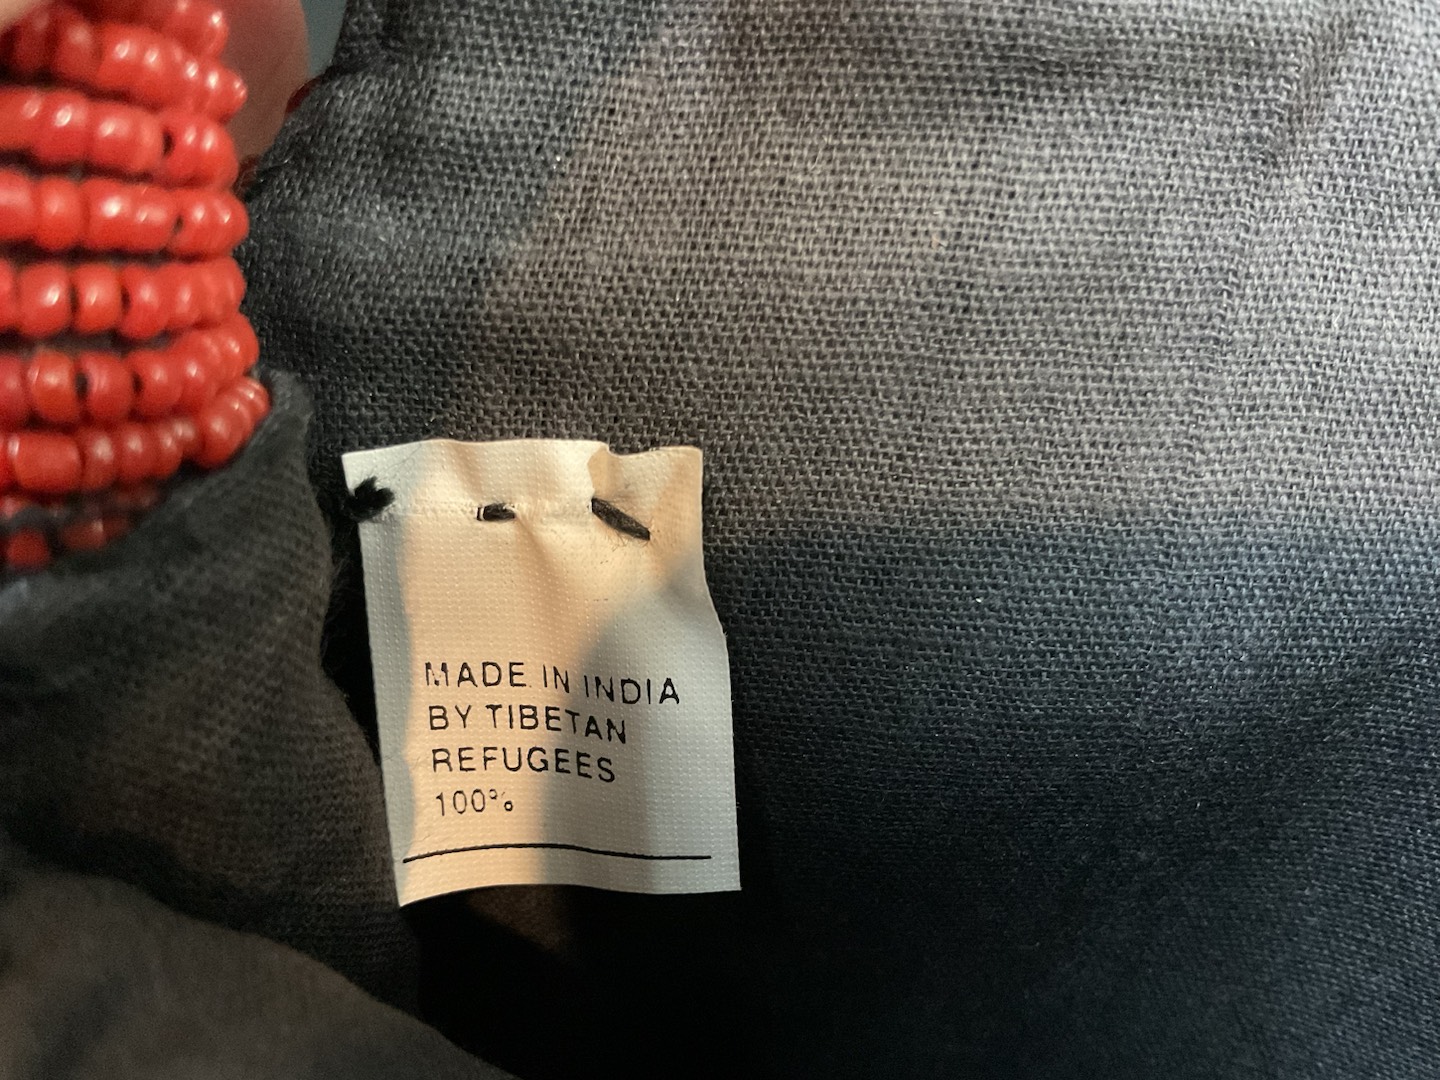 MADE IN INDIA
BY TIBETAN
REFUGEES
100%